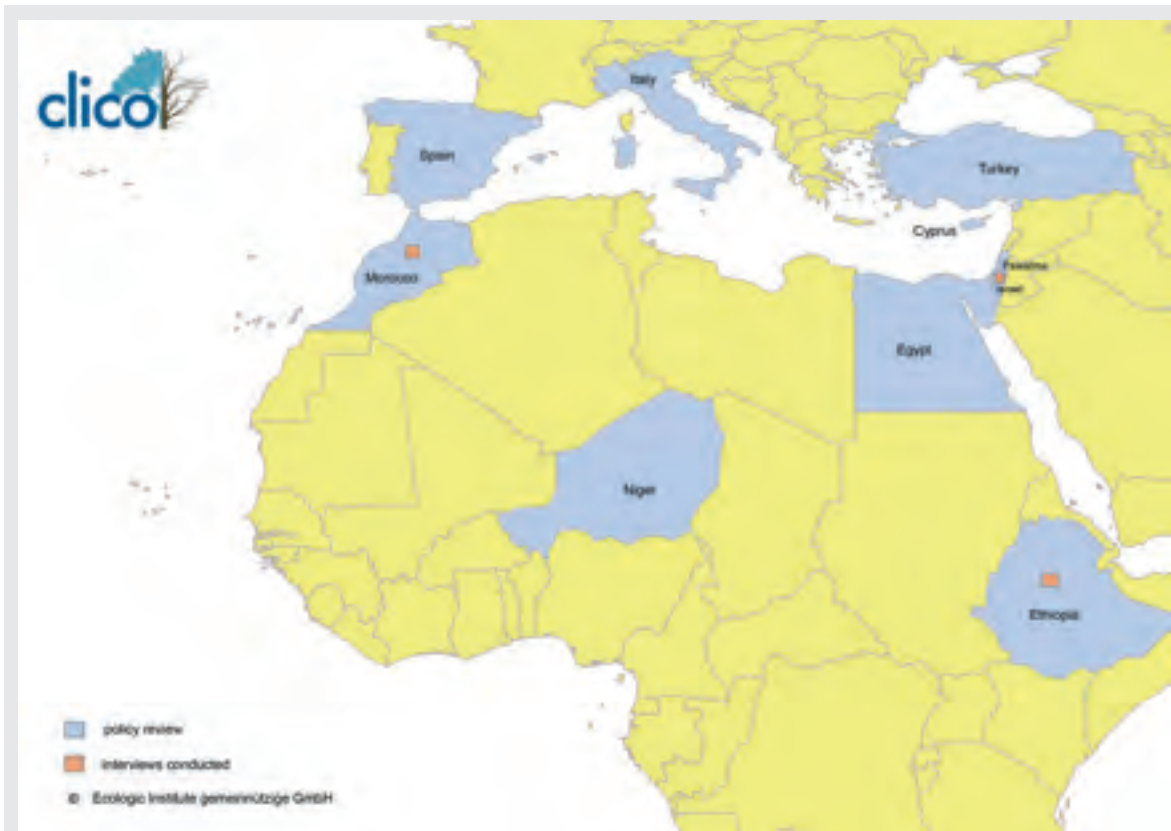 clico
Italy
Spain
Turkey
Cyprus
Morocco
Palestine
Israel
Egypt
Niger
Ethiopia
policy review
interviews conducted
© Ecologic Institute gemeinnützige GmbH